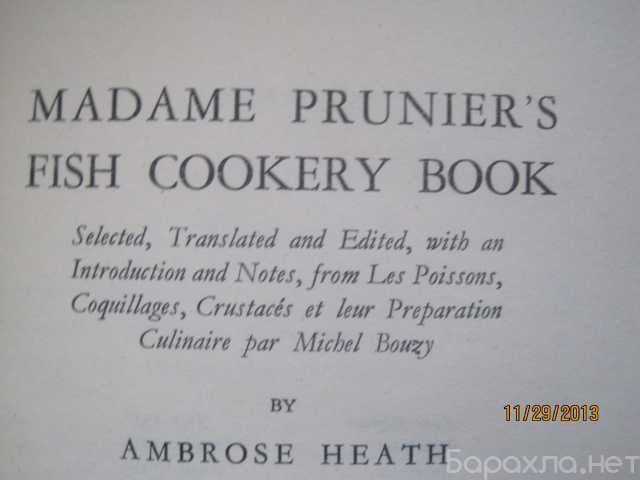 MADAME PRUNIER'S
FISH COOKERY BOOK
Selected, Translated and Edited, with an
Introduction and Notes, from Les Poissons,
Coquillages, Crustacés et leur Preparation
Culinaire par Michel Bouzy
BY
11/29/2013
AMBROSE HEATH
Барахла.нет